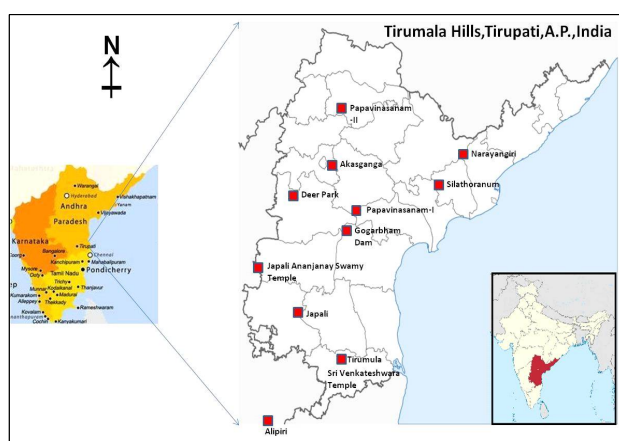 Tirumala Hills,Tirupati,A.P.,India
N
Papavinasanam
-II
Narayangiri
Akasganga
Silathoranum
Deer Park
Papavinasanam-I
Gogarbham
Dam
Japali Ananjanay Swamy
Temple
Japali
Tirumula
Sri Venkateshwara
Temple
Alipiri
Warangal
Hyderabad
Vishakhapatnam
Yanam
Andhra
Vijayawada
Pradesh
Karnataka
Tirupati
Bangalore
Chennai
Kanchipuram
Mahabalipuram
Mysore
Pondicherry
Ooty
Tamil Nadu
Trichy
Munnar
Kodaikanal
Thanjavur
Kumarakom
Madurai
Alleppey
Thekkady
Rameshwaram
Kovalam
Cochin
Kanyakumari